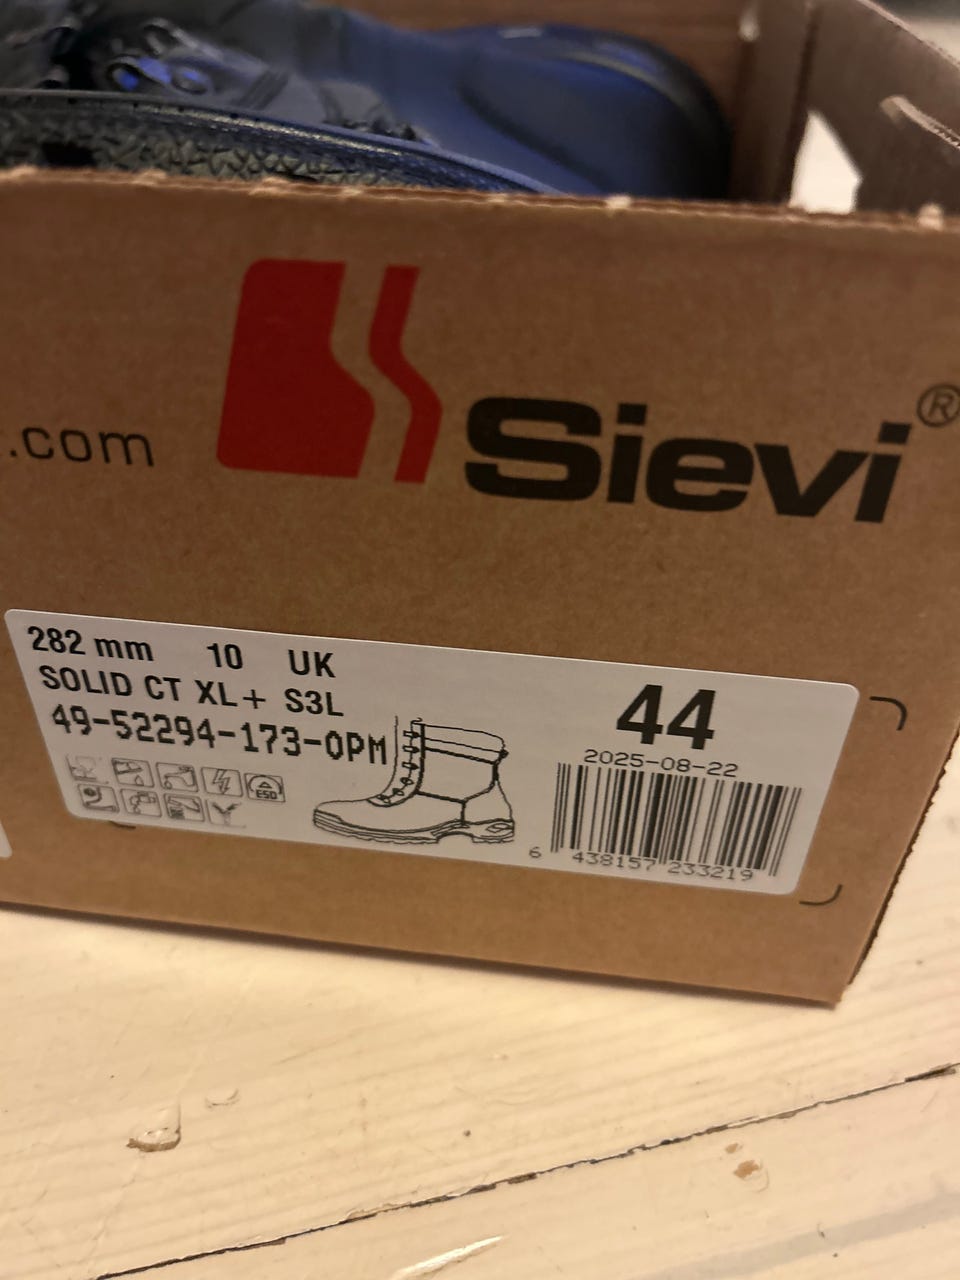 .com
Sievi®
282 mm 10 UK
SOLID CT XL+ S3L
49-52294-173-0PM
ESD
44
2025-08-22
6 438157 233219